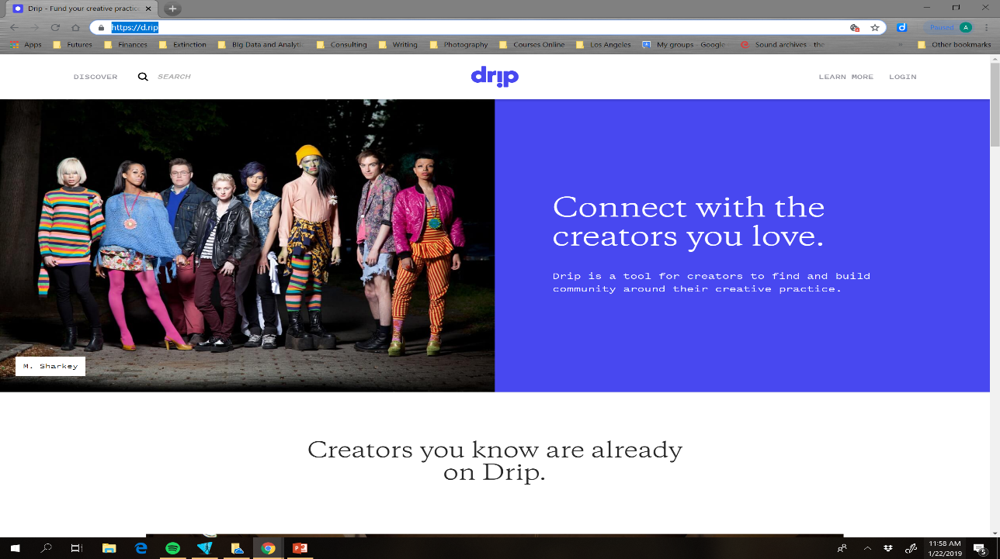 Drip - Fund your creative practic
https://d.rip
Paused A
Apps Futures Finances Extinction BIg Data and Analyti Consulting Writing Photography Courses Online Los Angeles My groups - Google Sound archives - the » Other bookmarks
DISCOVER SEARCH drip LEARN MORE LOGIN
Connect with the
creators you love.
Drip is a tool for creators to find and build
community around their creative practice.
M. Sharkey
Creators you know are already
on Drip.
11:58 AM
1/22/2019
5